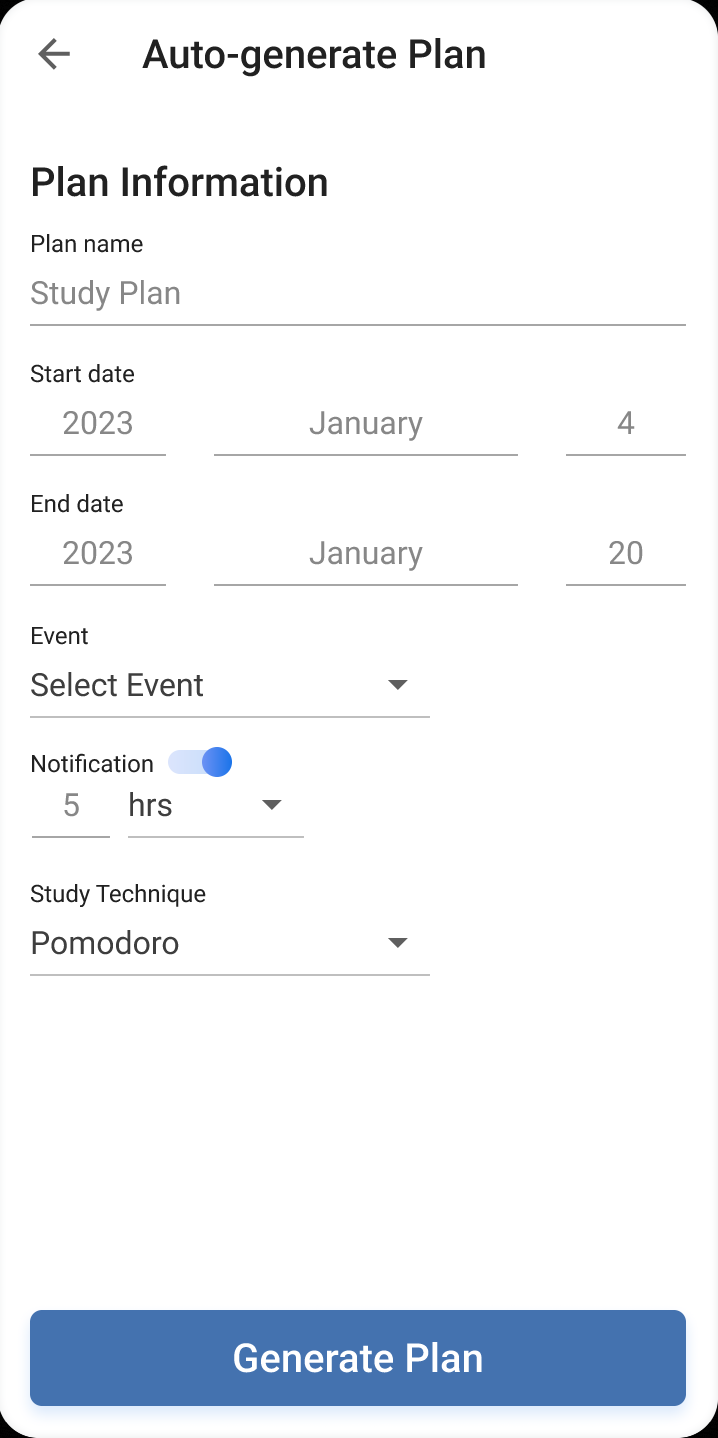 Auto-generate Plan
Plan Information
Plan name
Study Plan
Start date
2023 January 4
End date
2023 January 20
Event
Select Event
Notification
5 hrs
Study Technique
Pomodoro
Generate Plan